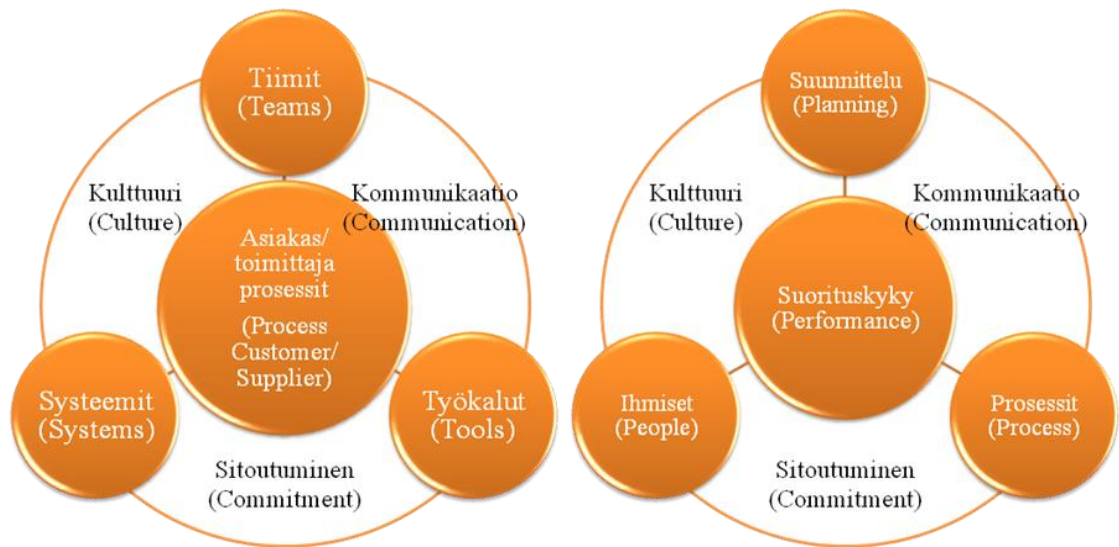 Tiimit
(Teams)
Kulttuuri
(Culture)
Kommunikaatio
(Communication)
Asiakas/
toimittaja
prosessit
(Process
Customer/
Supplier)
Systeemit
(Systems)
Työkalut
(Tools)
Sitoutuminen
(Commitment)
Suunnittelu
(Planning)
Kulttuuri
(Culture)
Kommunikaatio
(Communication)
Suorituskyky
(Performance)
Ihmiset
(People)
Prosessit
(Process)
Sitoutuminen
(Commitment)